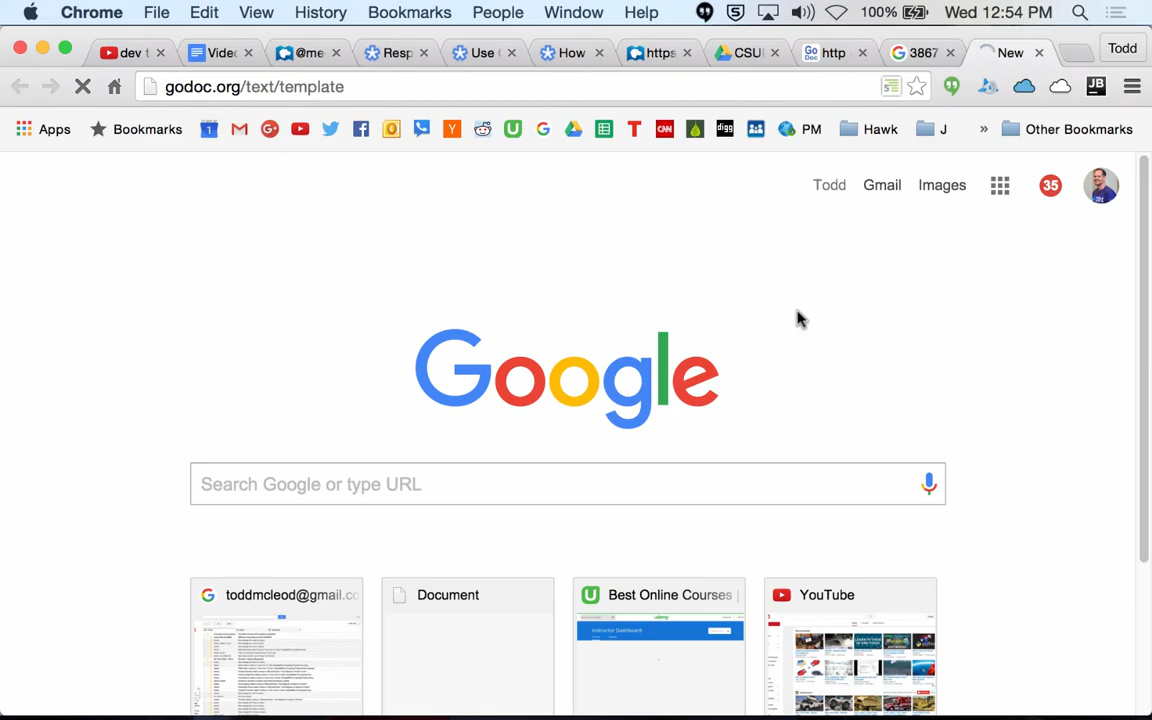 Chrome File Edit View History Bookmarks People Window Help 100% Wed 12:54 PM
dev t Video @me Resp Use How https CSU http 3867 New Todd
godoc.org/text/template
Apps Bookmarks PM Hawk J » Other Bookmarks
Todd Gmail Images 35
Google
Search Google or type URL
toddmcleod@gmail.co Document Best Online Courses | YouTube